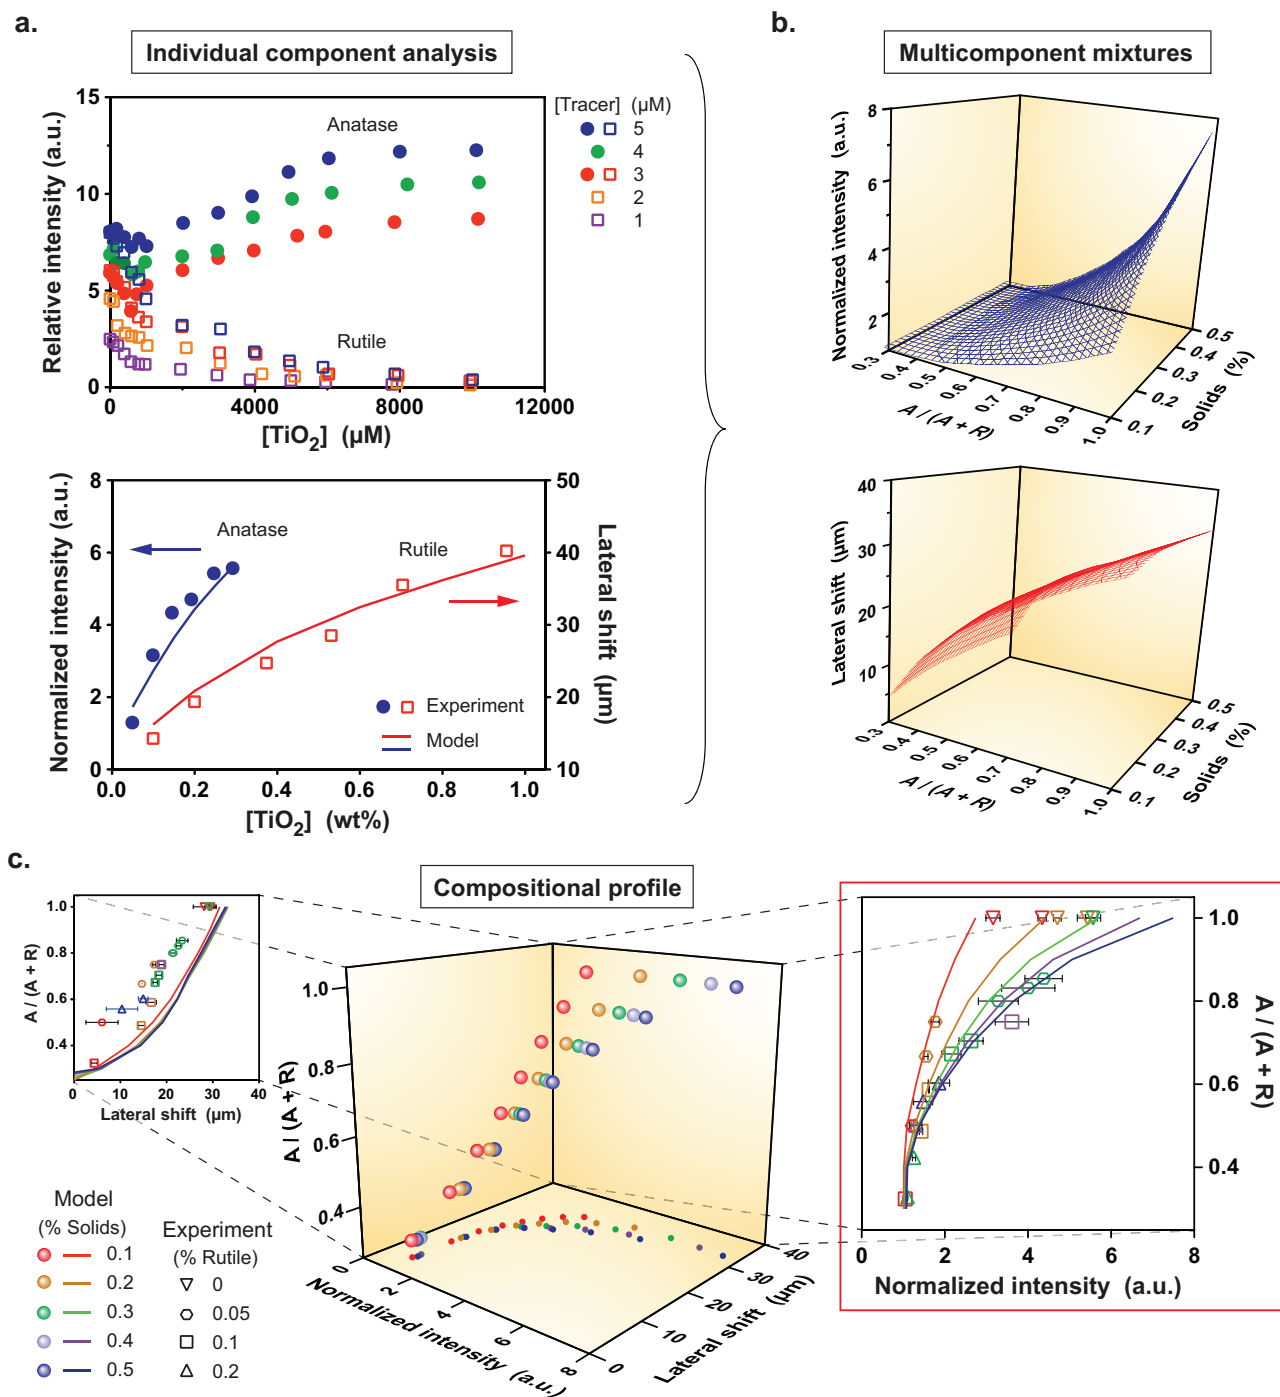 a.
Individual component analysis
15
10
5
0
Relative intensity (a.u.)
Anatase
Rutile
0 4000 8000 12000
[TiO2] (µM)
[Tracer] (µM)
5
4
3
2
1
8
6
4
2
0
Normalized intensity (a.u.)
Anatase
Rutile
50
40
30
20
10
Lateral shift (µm)
Experiment
Model
0.0 0.2 0.4 0.6 0.8 1.0
[TiO2] (wt%)
b.
Multicomponent mixtures
8
6
4
2
Normalized intensity (a.u.)
0.3 0.4 0.5 0.6 0.7 0.8 0.9 1.0
A / (A + R)
0.1 0.2 0.3 0.4 0.5
Solids (%)
40
30
20
10
Lateral shift (µm)
0.3 0.4 0.5 0.6 0.7 0.8 0.9 1.0
A / (A + R)
0.1 0.2 0.3 0.4 0.5
Solids (%)
c.
Compositional profile
1.0
0.8
0.6
0.4
A / (A + R)
0 10 20 30 40
Lateral shift (µm)
1.0
0.8
0.6
0.4
A / (A + R)
0 2 4 6 8
Normalized intensity (a.u.)
0 10 20 30 40
Lateral shift (µm)
1.0
0.8
0.6
0.4
A / (A + R)
0 2 4 6 8
Normalized intensity (a.u.)
Model
(% Solids)
0.1
0.2
0.3
0.4
0.5
Experiment
(% Rutile)
0
0.05
0.1
0.2